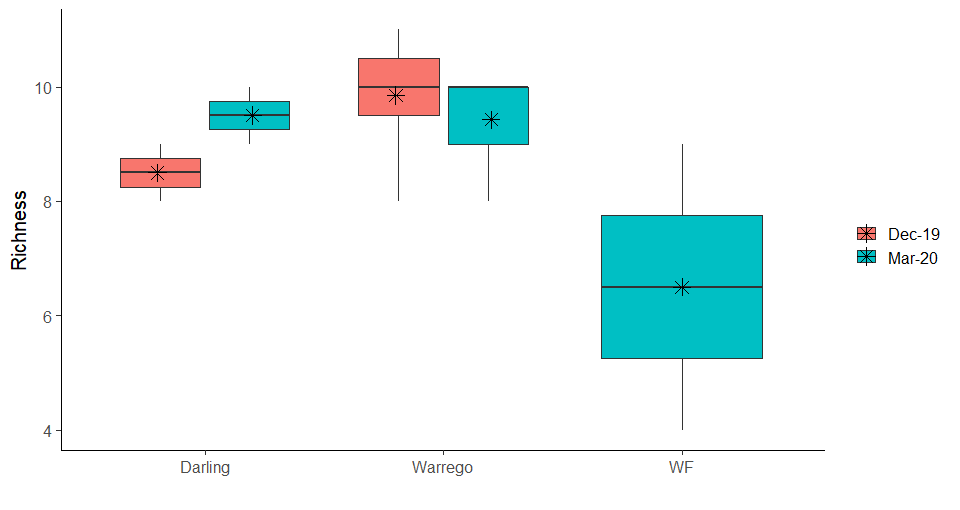 Richness
10
8
6
4
Darling
Warrego
WF
Dec-19
Mar-20